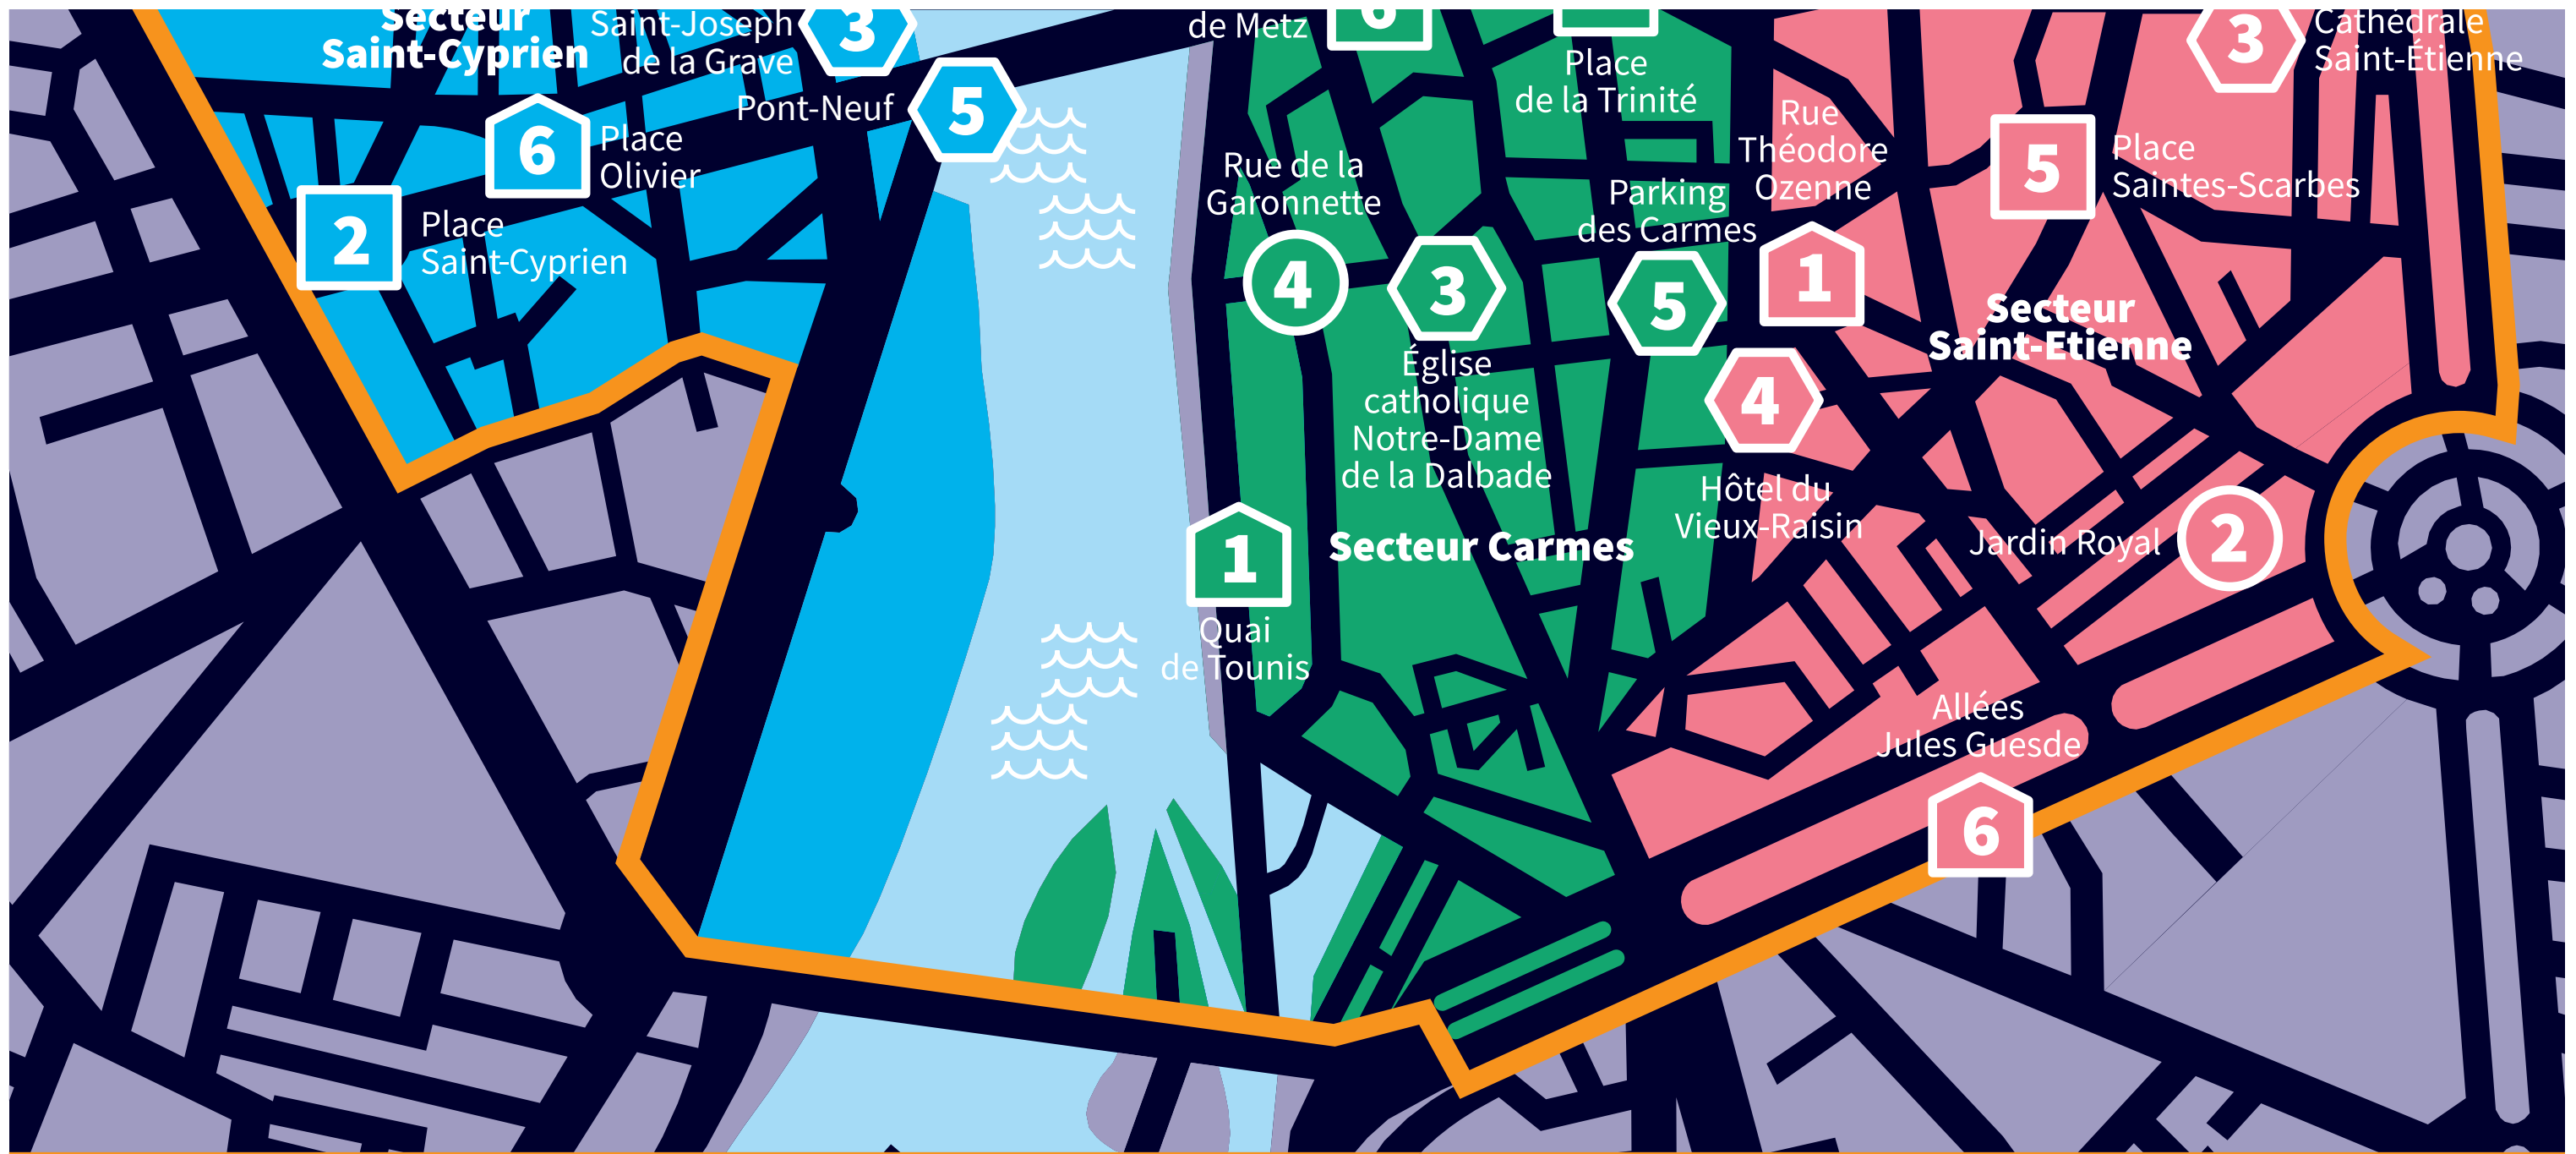 Secteur
Saint-Cyprien
Saint-Joseph
de la Grave
3
Pont-Neuf
5
6
Place
Olivier
2
Place
Saint-Cyprien
de Metz
6
Place
de la Trinité
Rue de la
Garonnette
4
3
Église
catholique
Notre-Dame
de la Dalbade
Parking
des Carmes
5
1
Quai
de Tounis
Secteur Carmes
Rue
Théodore
Ozenne
1
4
Hôtel du
Vieux-Raisin
3
Cathédrale
Saint-Étienne
5
Place
Saintes-Scarbes
Secteur
Saint-Etienne
Jardin Royal
2
Allées
Jules Guesde
6